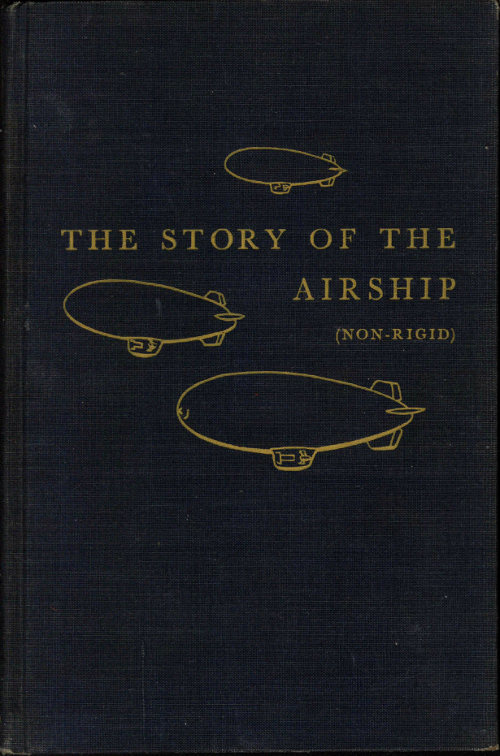 THE STORY OF THE
AIRSHIP
(NON-RIGID)